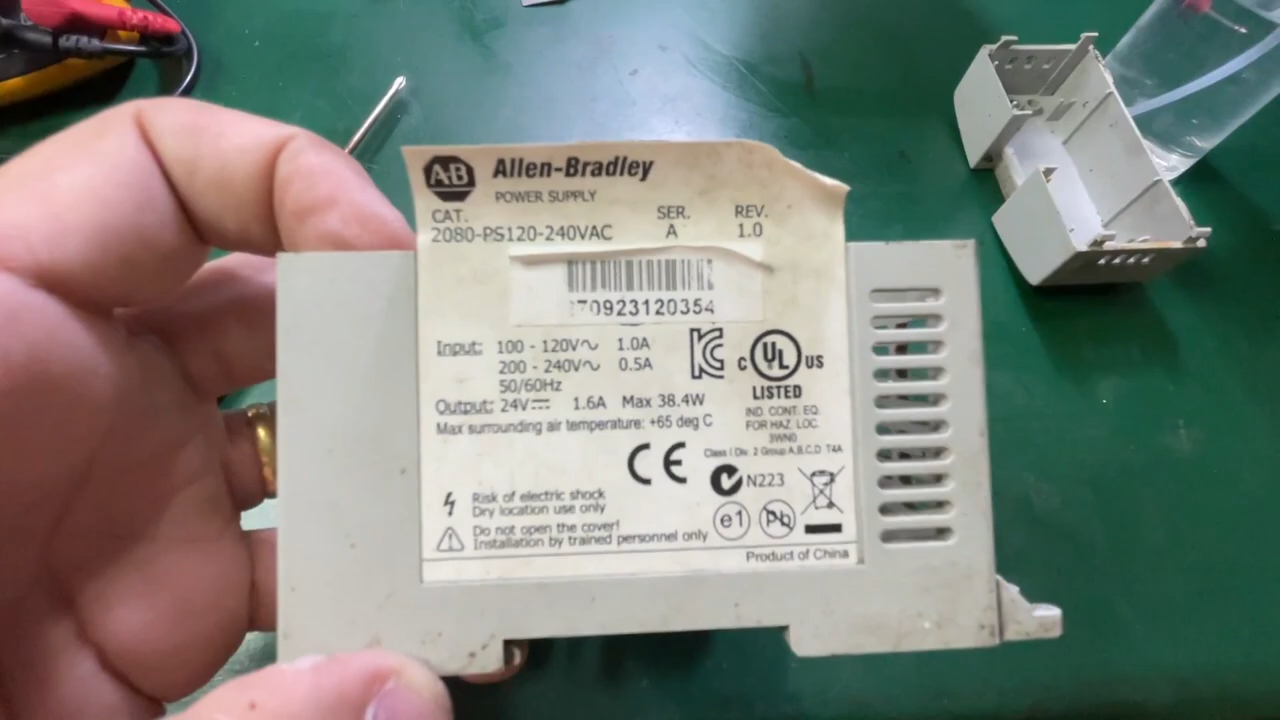 AB Allen-Bradley
POWER SUPPLY
CAT. SER. REV.
2080-PS120-240VAC A 1.0
70923120354
Input: 100 - 120V~ 1.0A
200 - 240V~ 0.5A
50/60Hz
Output: 24V⎓ 1.6A Max 38.4W
Max surrounding air temperature: +65 deg C
C UL US
LISTED
IND. CONT. EQ.
FOR HAZ. LOC.
3WN0
Class I Div. 2 Group A,B,C,D T4A
CE
N223
e1 Pb
Risk of electric shock
Dry location use only
Do not open the cover!
Installation by trained personnel only
Product of China